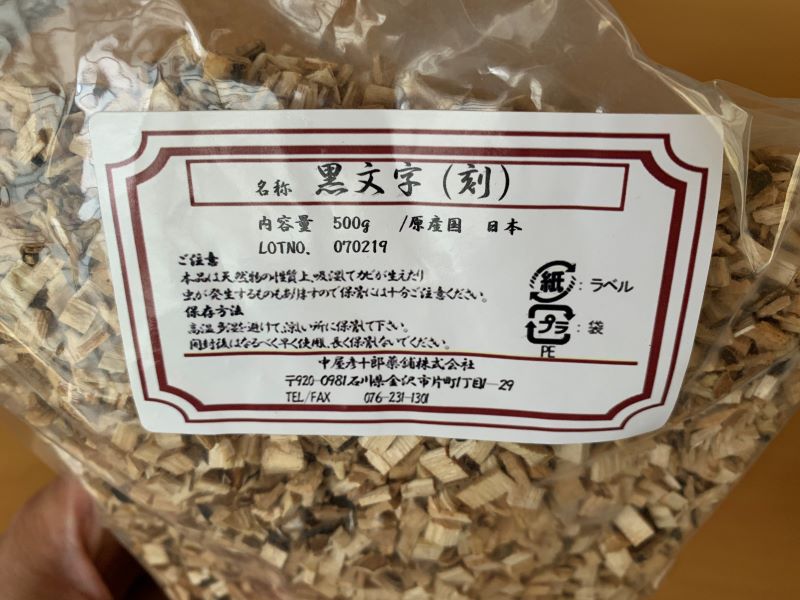 名称 黒文字(刻)
内容量 500g /原産国 日本
LOTNO. 070219
ご注意
本品は天然物の性質上、吸湿してカビが生えたり
虫が発生するものもありますので保管には十分ご注意ください。
保存方法
高温多湿を避けて、涼しい所に保管して下さい。
開封後はなるべく早く使用、長く保管しないでください。
紙:ラベル
プラ:袋
PE
中屋彦十郎薬舗株式会社
〒920-0981石川県金沢市片町1丁目1-29
TEL/FAX 076-231-1301